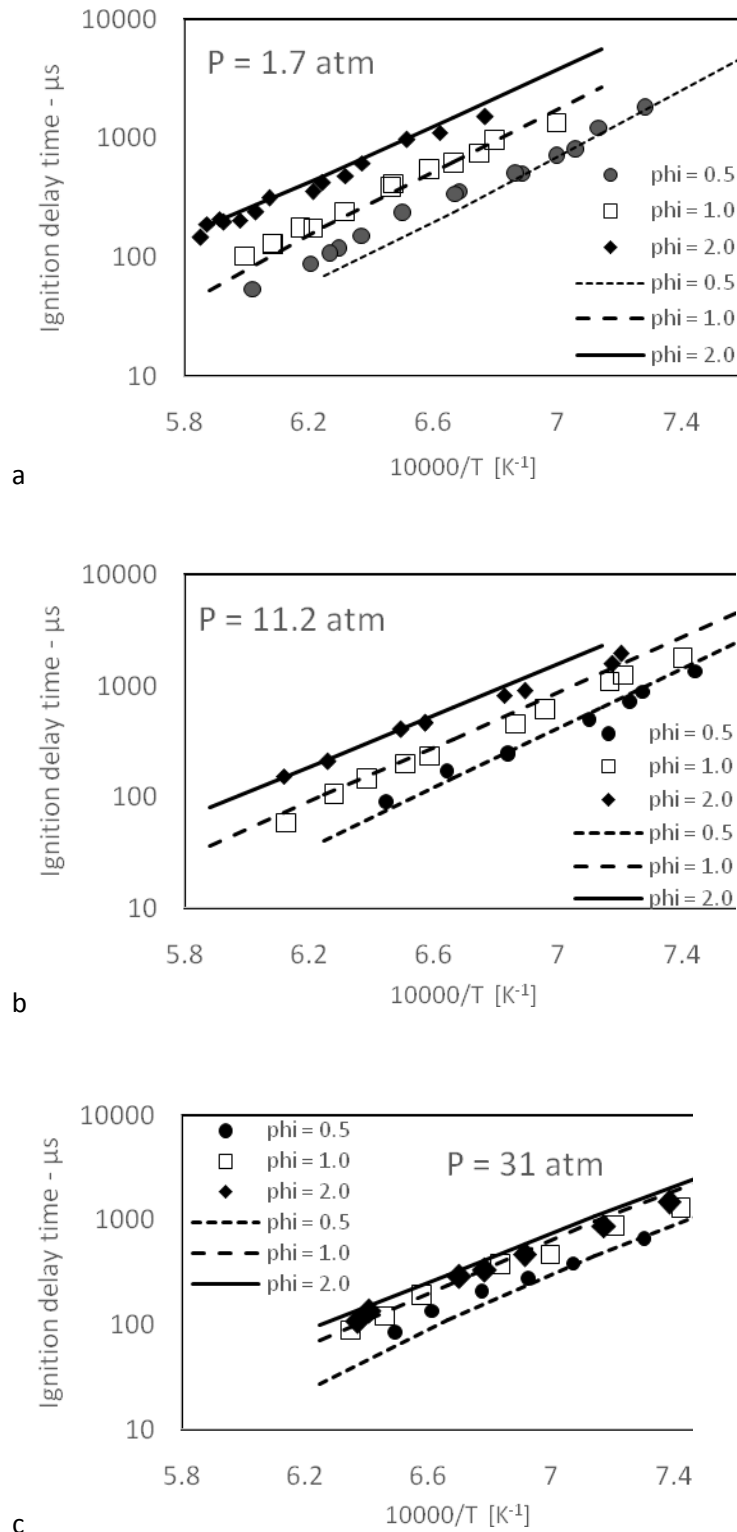 10000
P = 1.7 atm
1000
100
10
Ignition delay time - µs
phi = 0.5
phi = 1.0
phi = 2.0
phi = 0.5
phi = 1.0
phi = 2.0
5.8 6.2 6.6 7 7.4
10000/T [K-1]
a
10000
P = 11.2 atm
1000
100
10
Ignition delay time - µs
phi = 0.5
phi = 1.0
phi = 2.0
phi = 0.5
phi = 1.0
phi = 2.0
5.8 6.2 6.6 7 7.4
10000/T [K-1]
b
10000
1000
100
10
Ignition delay time - µs
phi = 0.5
phi = 1.0
phi = 2.0
phi = 0.5
phi = 1.0
phi = 2.0
P = 31 atm
5.8 6.2 6.6 7 7.4
10000/T [K-1]
c